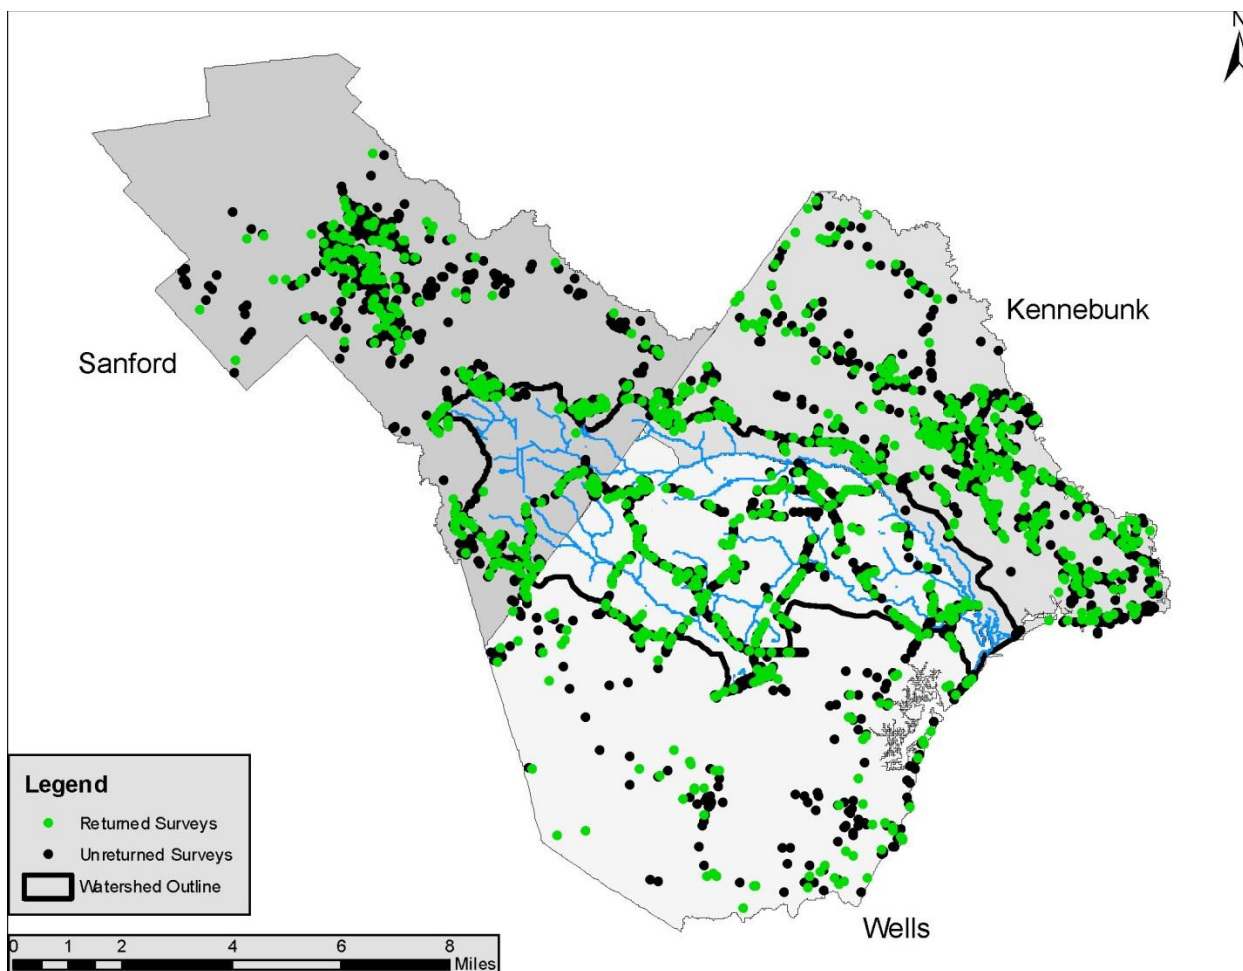 N
Kennebunk
Sanford
Legend
Returned Surveys
Unreturned Surveys
Watershed Outline
Wells
0 1 2 4 6 8
Miles